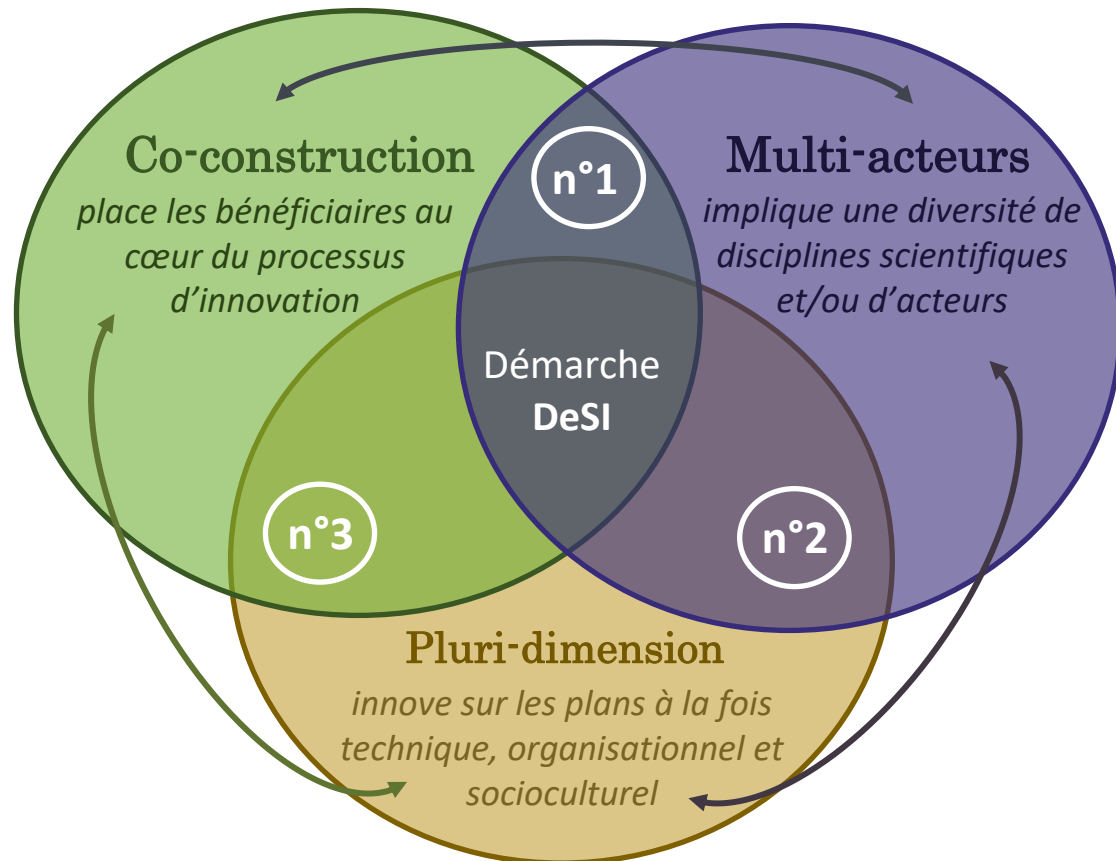 Co-construction
place les bénéficiaires au
cœur du processus
d’innovation
n°1
Multi-acteurs
implique une diversité de
disciplines scientifiques
et/ou d’acteurs
Démarche
DeSI
n°3
n°2
Pluri-dimension
innove sur les plans à la fois
technique, organisationnel et
socioculturel